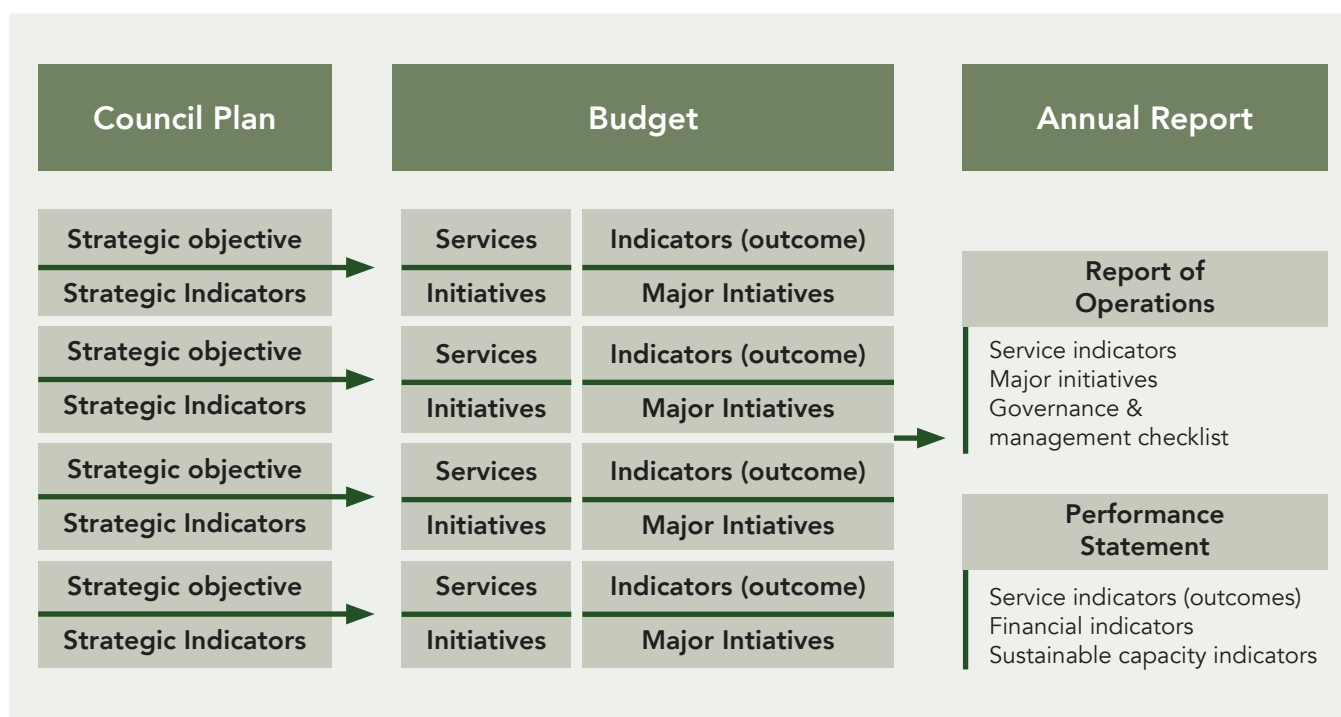 Council Plan
Budget
Annual Report
Strategic objective
Strategic Indicators
Strategic objective
Strategic Indicators
Strategic objective
Strategic Indicators
Strategic objective
Strategic Indicators
Services
Indicators (outcome)
Initiatives
Major Intiatives
Services
Indicators (outcome)
Initiatives
Major Intiatives
Services
Indicators (outcome)
Initiatives
Major Intiatives
Services
Indicators (outcome)
Initiatives
Major Intiatives
Report of
Operations
Service indicators
Major initiatives
Governance &
management checklist
Performance
Statement
Service indicators (outcomes)
Financial indicators
Sustainable capacity indicators